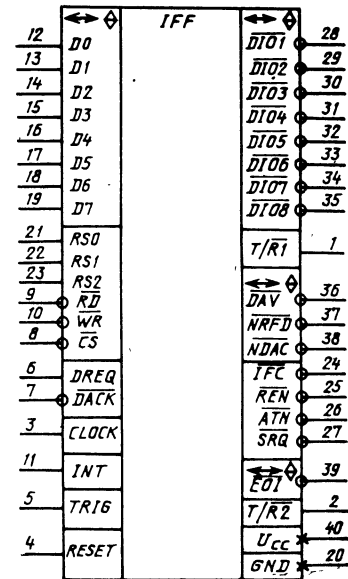 IFF
12 D0 DIO1 28
13 D1 DIO2 29
14 D2 DIO3 30
15 D3 DIO4 31
16 D4 DIO5 32
17 D5 DIO6 33
18 D6 DIO7 34
19 D7 DIO8 35
21 RS0 T/R1 1
22 RS1
23 RS2 DAV 36
9 RD NRFD 37
10 WR NDAC 38
8 CS IFC 24
6 DREQ REN 25
7 DACK ATN 26
3 CLOCK SRQ 27
11 INT EOI 39
5 TRIG T/R2 2
4 RESET UCC 40
GND 20